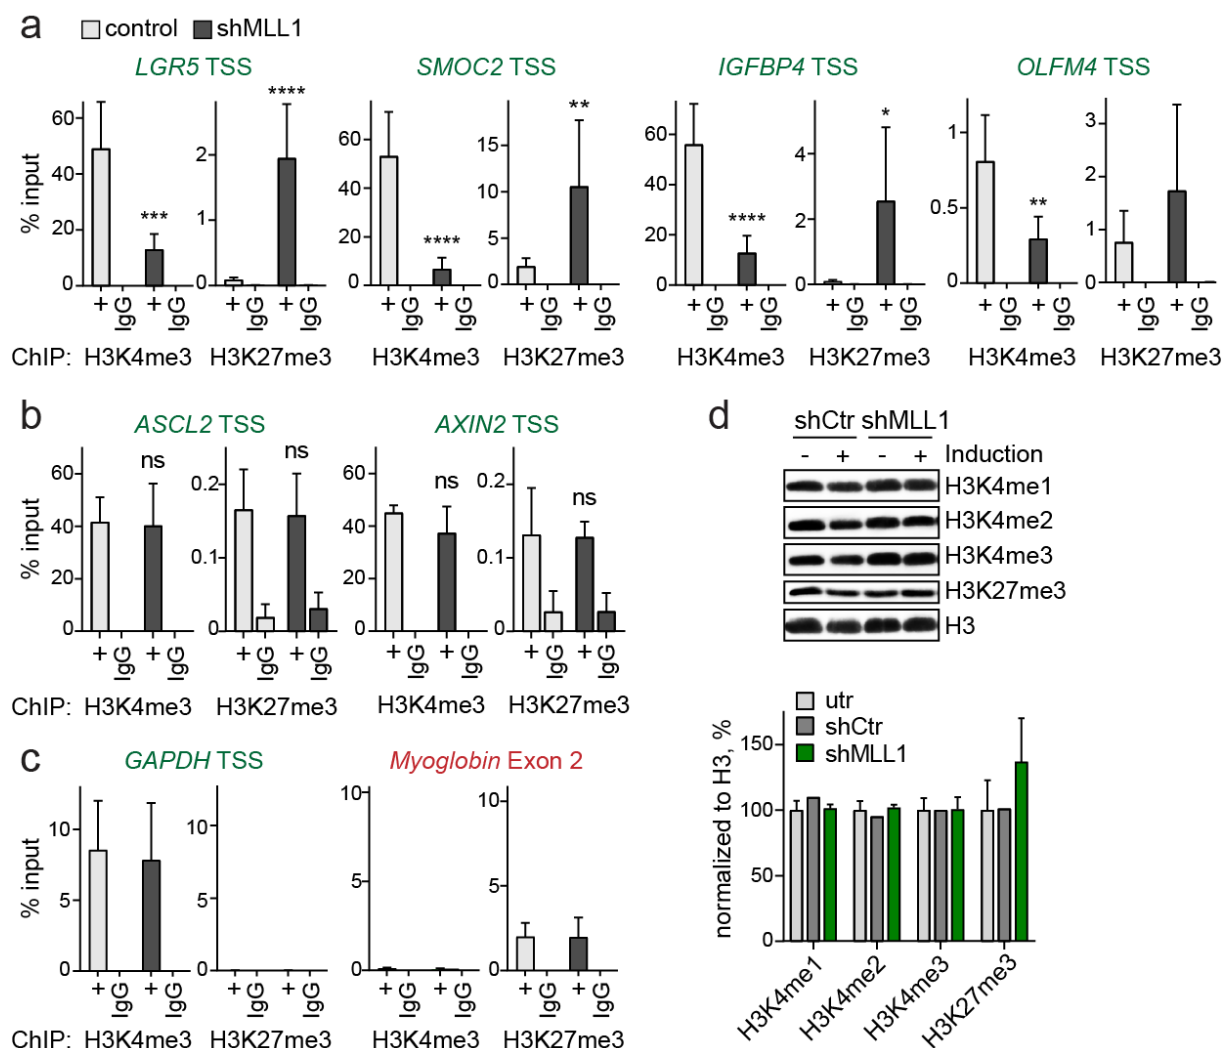 a
control shMLL1
LGR5 TSS SMOC2 TSS IGFBP4 TSS OLFM4 TSS
% input
60 40 20 0
***
2 1 0
****
60 40 20 0
****
15 10 5 0
**
60 40 20 0
****
4 2 0
*
1 0.5 0
**
3 2 1 0
+ IgG + IgG + IgG + IgG + IgG + IgG + IgG + IgG + IgG + IgG + IgG + IgG + IgG + IgG + IgG + IgG
ChIP: H3K4me3 H3K27me3 H3K4me3 H3K27me3 H3K4me3 H3K27me3 H3K4me3 H3K27me3
b
ASCL2 TSS AXIN2 TSS
% input
60 40 20 0
ns
0.2 0.1 0
ns
60 40 20 0
ns
0.2 0.1 0
ns
+ IgG + IgG + IgG + IgG + IgG + IgG + IgG + IgG
ChIP: H3K4me3 H3K27me3 H3K4me3 H3K27me3
c
GAPDH TSS Myoglobin Exon 2
% input
10 5 0
10 5 0
10 5 0
10 5 0
+ IgG + IgG + IgG + IgG + IgG + IgG + IgG + IgG
ChIP: H3K4me3 H3K27me3 H3K4me3 H3K27me3
d
shCtr shMLL1
- + - + Induction
H3K4me1
H3K4me2
H3K4me3
H3K27me3
H3
utr
shCtr
shMLL1
normalized to H3, %
150
100
50
0
H3K4me1 H3K4me2 H3K4me3 H3K27me3